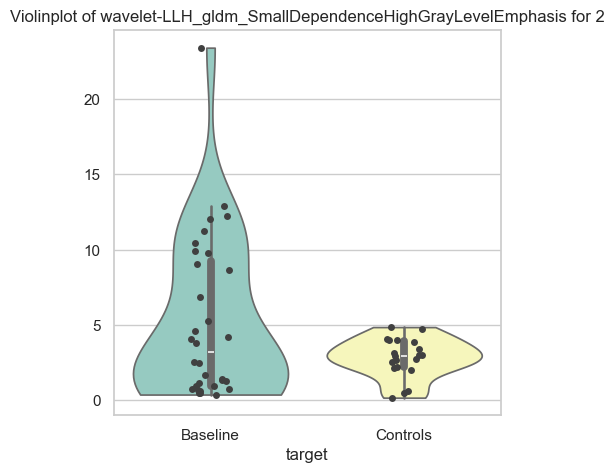 Violinplot of wavelet-LLH_gldm_SmallDependenceHighGrayLevelEmphasis for 2
20
15
10
5
0
Baseline Controls
target